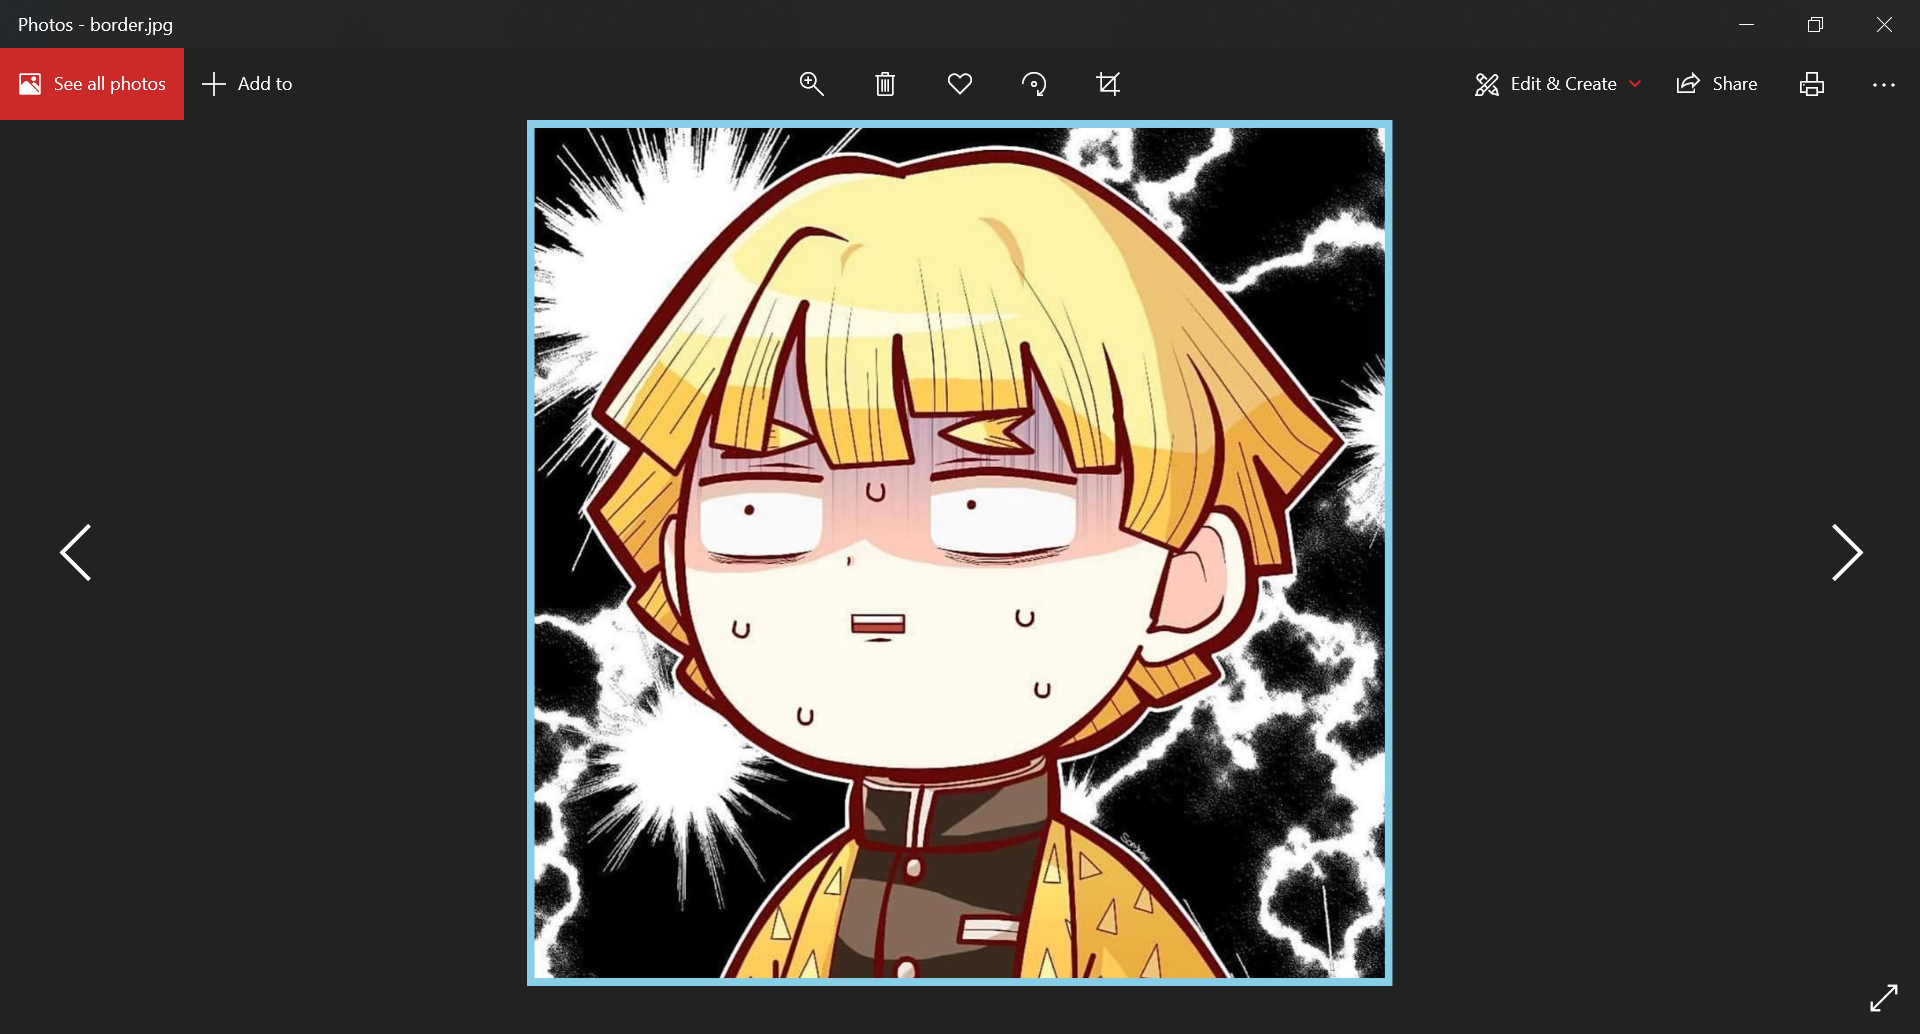 Photos - border.jpg
See all photos
Add to
Edit & Create
Share